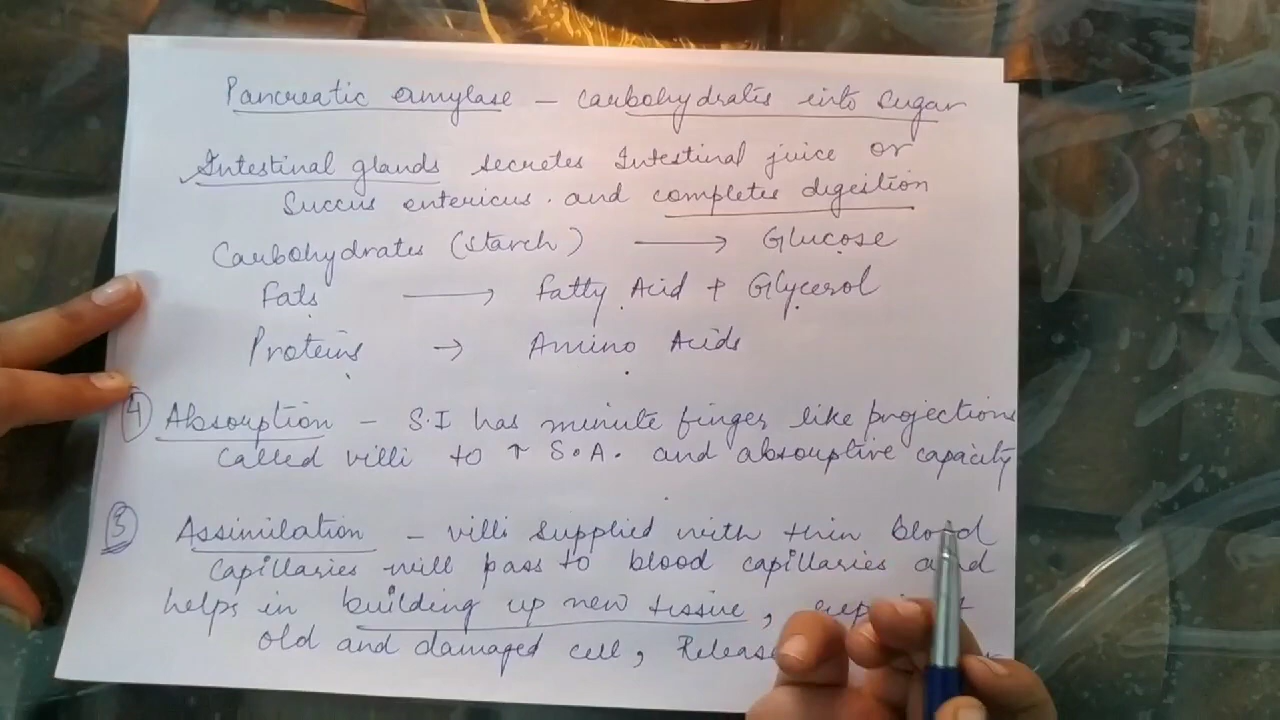 Pancreatic amylase – carbohydrates into sugar
Intestinal glands secretes Intestinal juice or
Succus entericus. and completes digestion
Carbohydrates (starch) → Glucose
Fats → Fatty Acid + Glycerol
Proteins → Amino Acids
4 Absorption – S.I has minute finger like projections
called villi to ↑ S.A. and absorptive capacity
5 Assimilation – villi supplied with thin blood
capillaries will pass to blood capillaries and
helps in building up new tissue,
old and damaged cell,